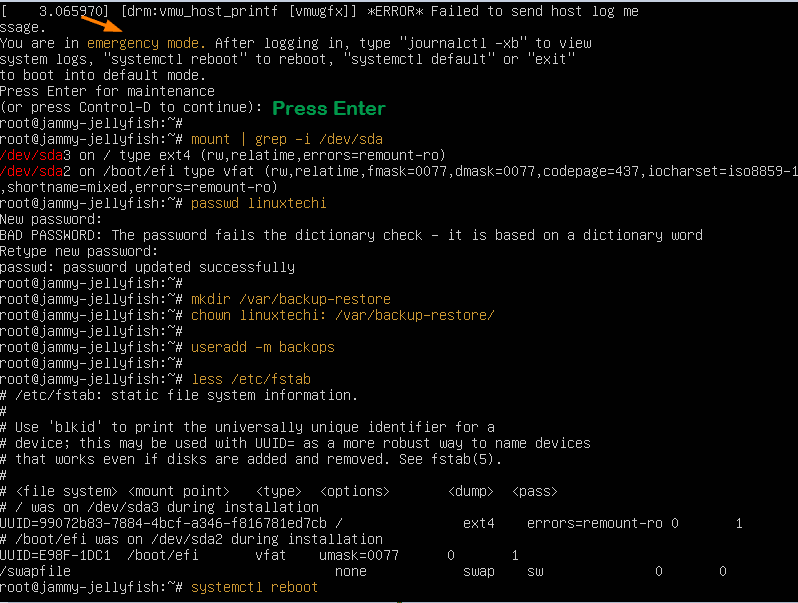 [    3.065970] [drm:vmw_host_printf [vmwgfx]] *ERROR* Failed to send host log me
ssage.
You are in emergency mode. After logging in, type "journalctl -xb" to view
system logs, "systemctl reboot" to reboot, "systemctl default" or "exit"
to boot into default mode.
Press Enter for maintenance
(or press Control-D to continue): Press Enter
root@jammy-jellyfish:~#
root@jammy-jellyfish:~# mount | grep -i /dev/sda
/dev/sda3 on / type ext4 (rw,relatime,errors=remount-ro)
/dev/sda2 on /boot/efi type vfat (rw,relatime,fmask=0077,dmask=0077,codepage=437,iocharset=iso8859-1
,shortname=mixed,errors=remount-ro)
root@jammy-jellyfish:~# passwd linuxtechi
New password:
BAD PASSWORD: The password fails the dictionary check - it is based on a dictionary word
Retype new password:
passwd: password updated successfully
root@jammy-jellyfish:~#
root@jammy-jellyfish:~# mkdir /var/backup-restore
root@jammy-jellyfish:~# chown linuxtechi: /var/backup-restore/
root@jammy-jellyfish:~#
root@jammy-jellyfish:~# useradd -m backops
root@jammy-jellyfish:~#
root@jammy-jellyfish:~# less /etc/fstab
# /etc/fstab: static file system information.
#
# Use 'blkid' to print the universally unique identifier for a
# device; this may be used with UUID= as a more robust way to name devices
# that works even if disks are added and removed. See fstab(5).
#
# <file system> <mount point>   <type>  <options>       <dump>  <pass>
# / was on /dev/sda3 during installation
UUID=99072b83-7884-4bcf-a346-f816781ed7cb /               ext4    errors=remount-ro 0       1
# /boot/efi was on /dev/sda2 during installation
UUID=E98F-1DC1  /boot/efi       vfat    umask=0077      0       1
/swapfile                                 none            swap    sw              0       0
root@jammy-jellyfish:~# systemctl reboot